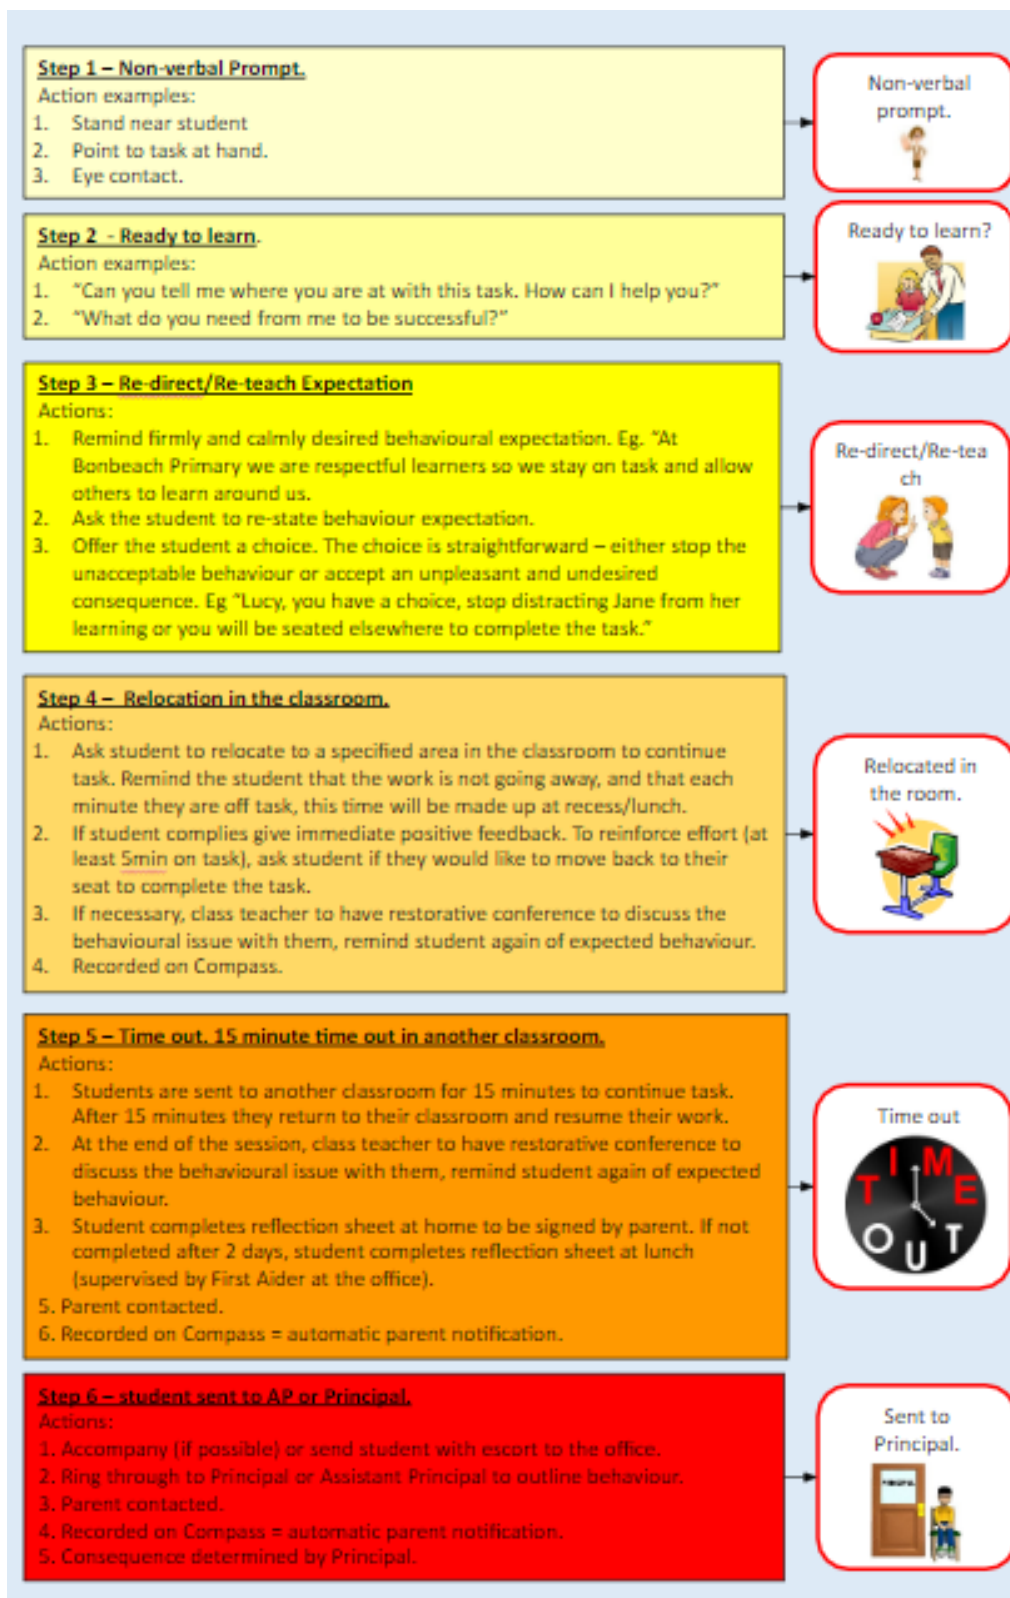 Step 1 – Non-verbal Prompt.
Action examples:
1. Stand near student
2. Point to task at hand.
3. Eye contact.
Non-verbal
prompt.
Step 2 - Ready to learn.
Action examples:
1. “Can you tell me where you are at with this task. How can I help you?”
2. “What do you need from me to be successful?”
Ready to learn?
Step 3 – Re-direct/Re-teach Expectation
Actions:
1. Remind firmly and calmly desired behavioural expectation. Eg. “At
Bonbeach Primary we are respectful learners so we stay on task and allow
others to learn around us.
2. Ask the student to re-state behaviour expectation.
3. Offer the student a choice. The choice is straightforward – either stop the
unacceptable behaviour or accept an unpleasant and undesired
consequence. Eg “Lucy, you have a choice, stop distracting Jane from her
learning or you will be seated elsewhere to complete the task.”
Re-direct/Re-tea
ch
Step 4 – Relocation in the classroom.
Actions:
1. Ask student to relocate to a specified area in the classroom to continue
task. Remind the student that the work is not going away, and that each
minute they are off task, this time will be made up at recess/lunch.
2. If student complies give immediate positive feedback. To reinforce effort (at
least 5min on task), ask student if they would like to move back to their
seat to complete the task.
3. If necessary, class teacher to have restorative conference to discuss the
behavioural issue with them, remind student again of expected behaviour.
4. Recorded on Compass.
Relocated in
the room.
Step 5 – Time out. 15 minute time out in another classroom.
Actions:
1. Students are sent to another classroom for 15 minutes to continue task.
After 15 minutes they return to their classroom and resume their work.
2. At the end of the session, class teacher to have restorative conference to
discuss the behavioural issue with them, remind student again of expected
behaviour.
3. Student completes reflection sheet at home to be signed by parent. If not
completed after 2 days, student completes reflection sheet at lunch
(supervised by First Aider at the office).
5. Parent contacted.
6. Recorded on Compass = automatic parent notification.
Time out
TIME
OUT
Step 6 – student sent to AP or Principal.
Actions:
1. Accompany (if possible) or send student with escort to the office.
2. Ring through to Principal or Assistant Principal to outline behaviour.
3. Parent contacted.
4. Recorded on Compass = automatic parent notification.
5. Consequence determined by Principal.
Sent to
Principal.